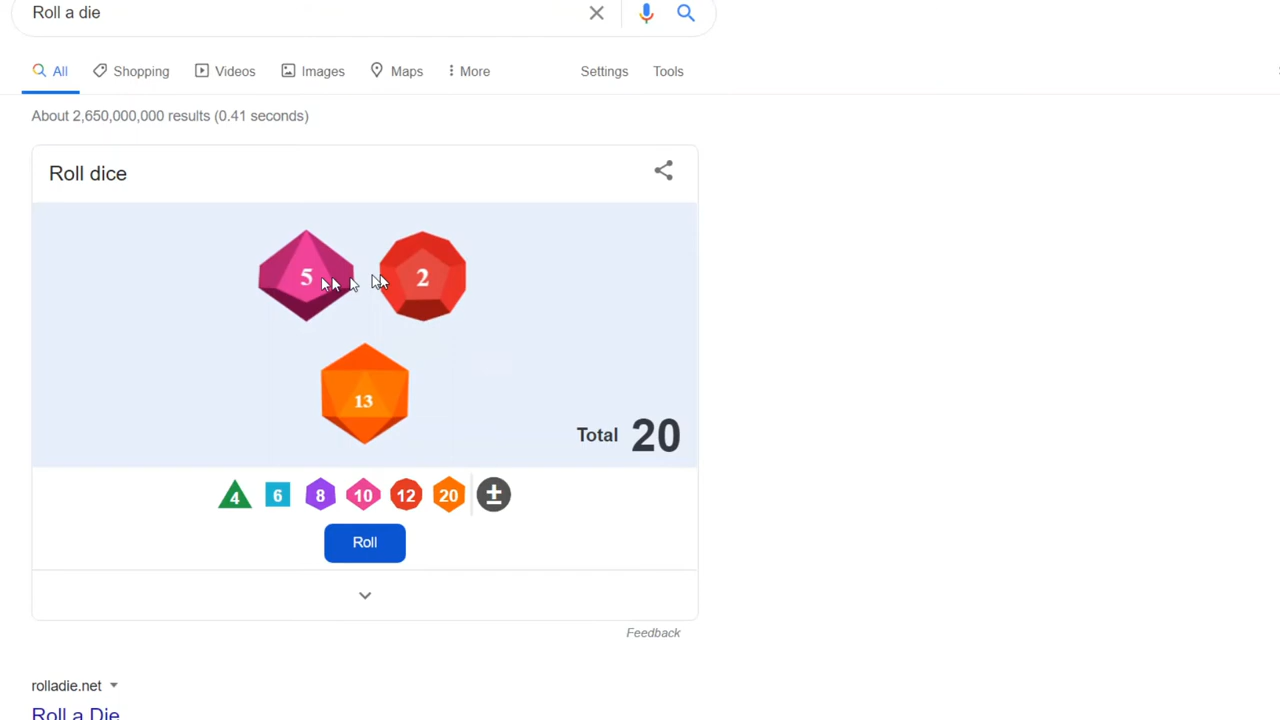 Roll a die
All Shopping Videos Images Maps More Settings Tools
About 2,650,000,000 results (0.41 seconds)
Roll dice
5 2
13
Total 20
4 6 8 10 12 20 ±
Roll
Feedback
rolladie.net
Roll a Die